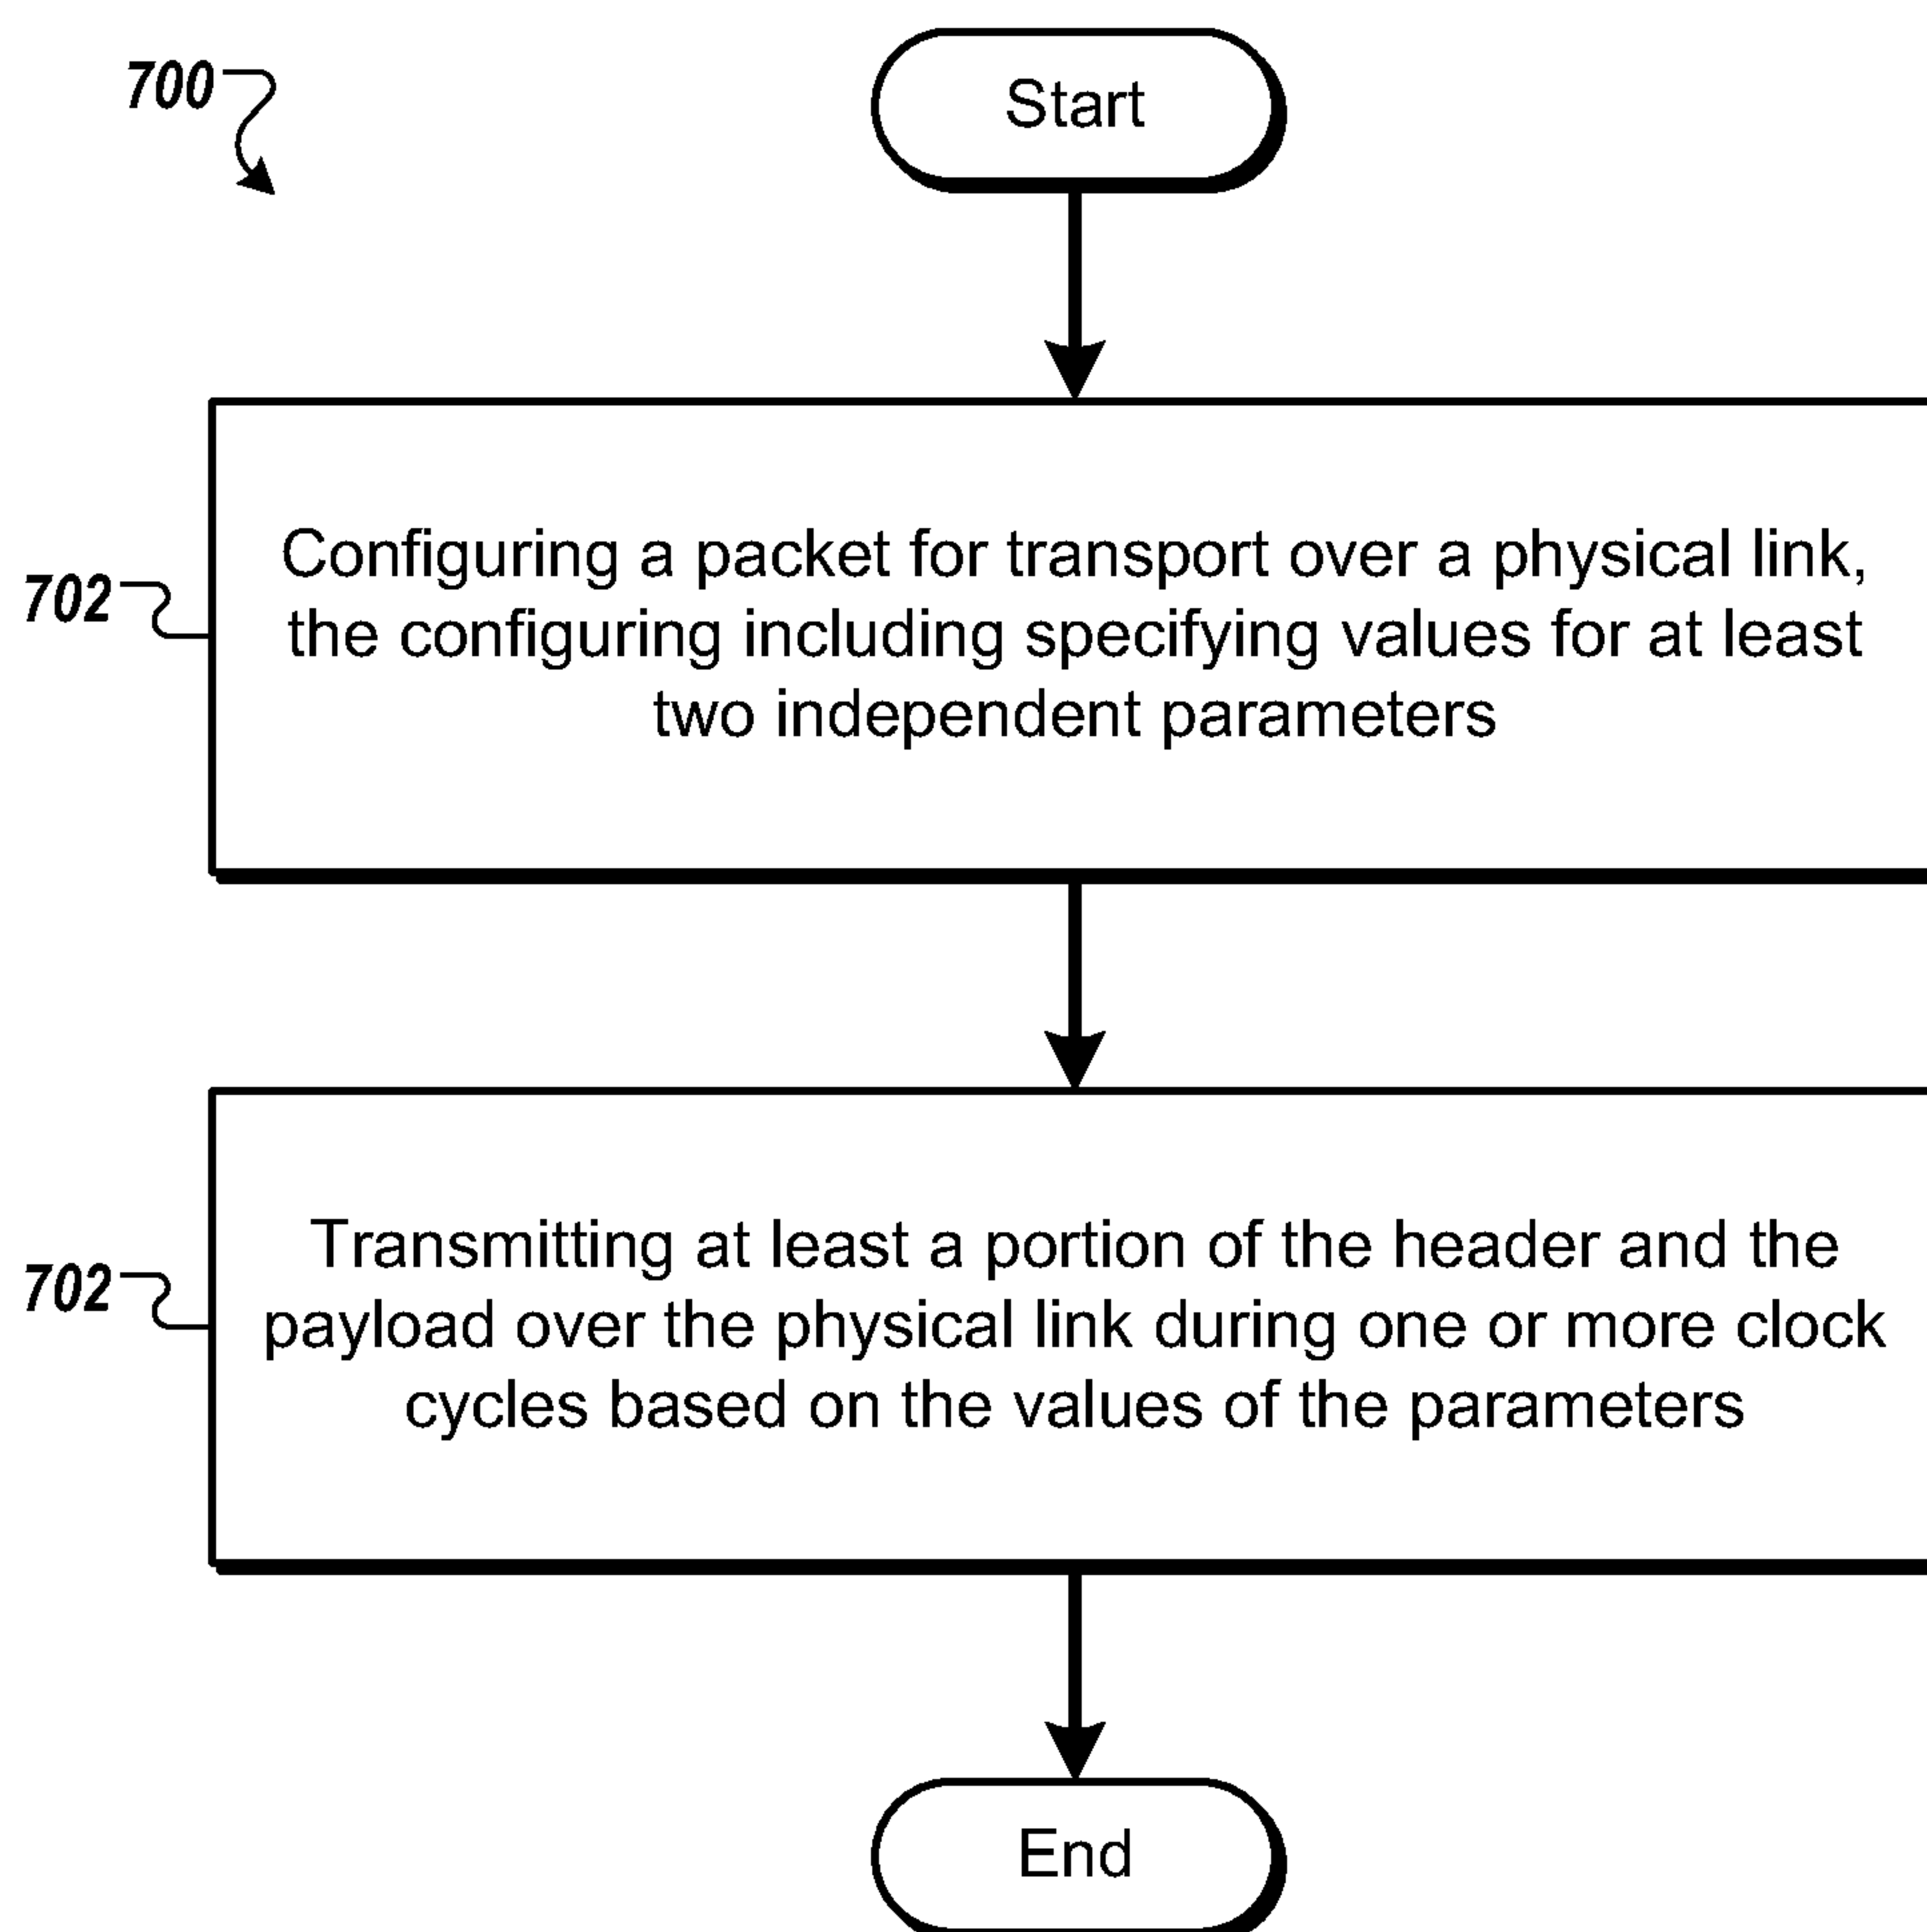 700
Start
702
Configuring a packet for transport over a physical link,
the configuring including specifying values for at least
two independent parameters
702
Transmitting at least a portion of the header and the
payload over the physical link during one or more clock
cycles based on the values of the parameters
End